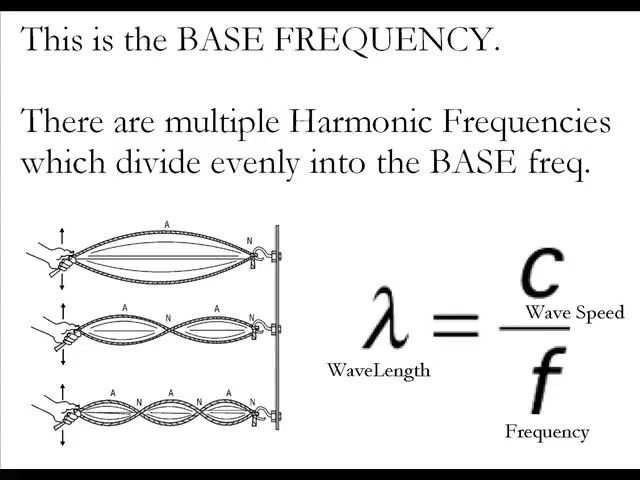 This is the BASE FREQUENCY.
There are multiple Harmonic Frequencies
which divide evenly into the BASE freq.
A
N
A N A
N
A N A N A
N
λ = c
Wave Speed
WaveLength
f
Frequency